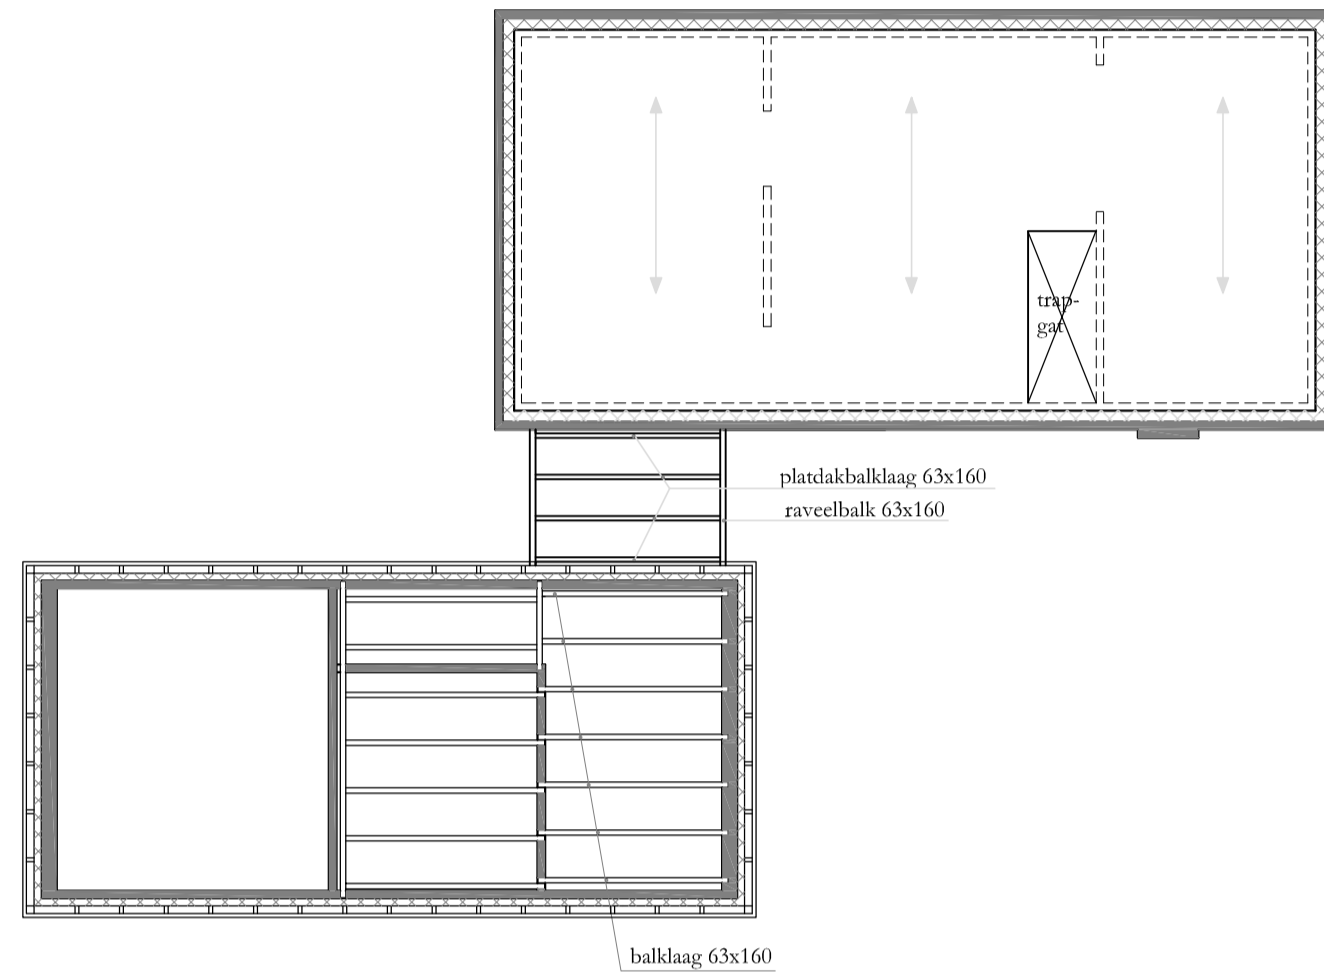 trap-
gat
platdakbalklaag 63x160
raveelbalk 63x160
balklaag 63x160